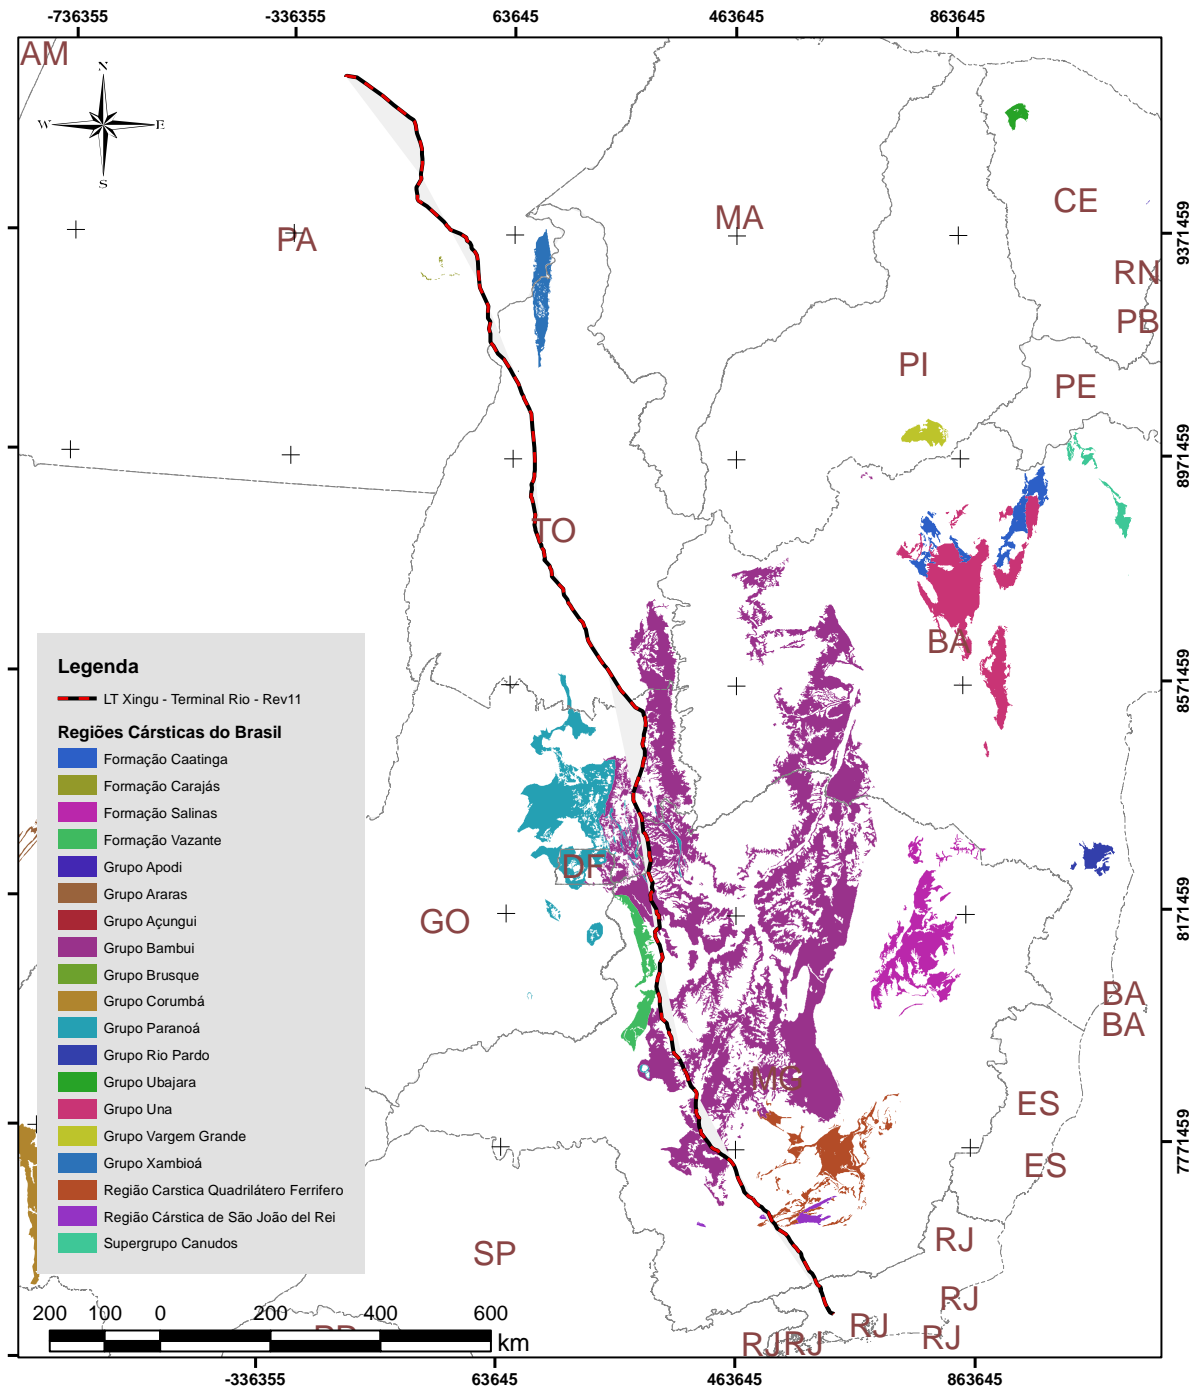 -736355 -336355 63645 463645 863645
AM
N
W E
S
CE
MA
PA
RN
PB
PI
PE
9371459
8971459
TO
BA
8571459
Legenda
LT Xingu - Terminal Rio - Rev11
Regiões Cársticas do Brasil
Formação Caatinga
Formação Carajás
Formação Salinas
Formação Vazante
Grupo Apodi
Grupo Araras
Grupo Açungui
Grupo Bambui
Grupo Brusque
Grupo Corumbá
Grupo Paranoá
Grupo Rio Pardo
Grupo Ubajara
Grupo Una
Grupo Vargem Grande
Grupo Xambioá
Região Carstica Quadrilátero Ferrifero
Região Cárstica de São João del Rei
Supergrupo Canudos
DF
GO
8171459
BA
BA
MG
ES
7771459
ES
SP
RJ
RJ
RJ
RJ
RJRJ
200 100 0 200 400 600
km
-336355 63645 463645 863645